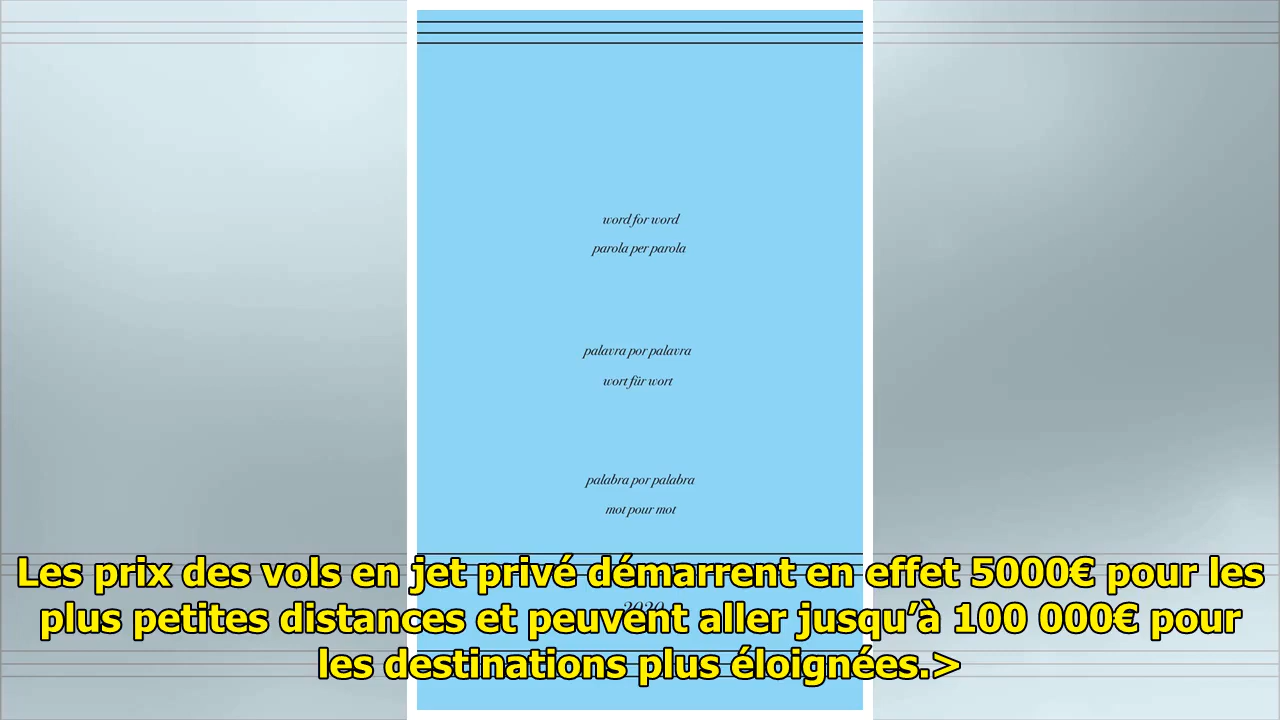 word for word
parola per parola
palavra por palavra
wort für wort
palabra por palabra
mot pour mot
2020
Les prix des vols en jet privé démarrent en effet 5000€ pour les
plus petites distances et peuvent aller jusqu’à 100 000€ pour
les destinations plus éloignées.>